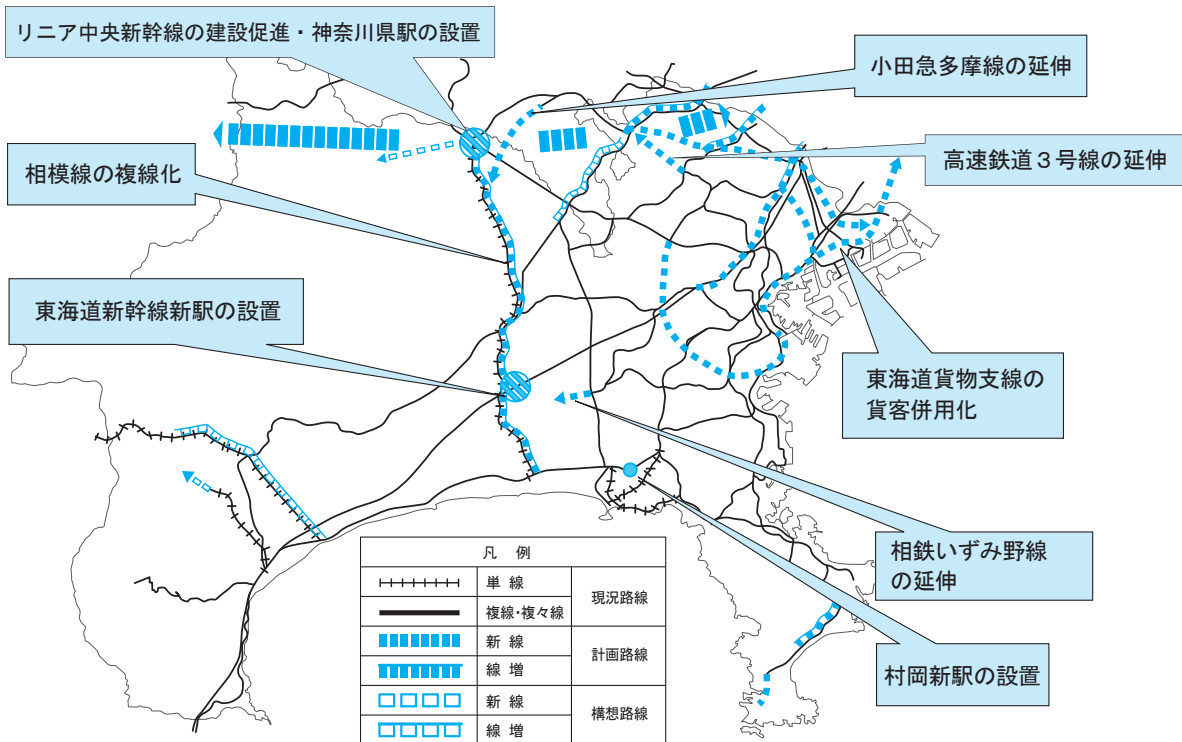 リニア中央新幹線の建設促進・神奈川県駅の設置
小田急多摩線の延伸
高速鉄道３号線の延伸
相模線の複線化
東海道新幹線新駅の設置
東海道貨物支線の
貨客併用化
相鉄いずみ野線
の延伸
村岡新駅の設置
凡 例
単 線
現況路線
複線・複々線
新 線
計画路線
線 増
新 線
構想路線
線 増